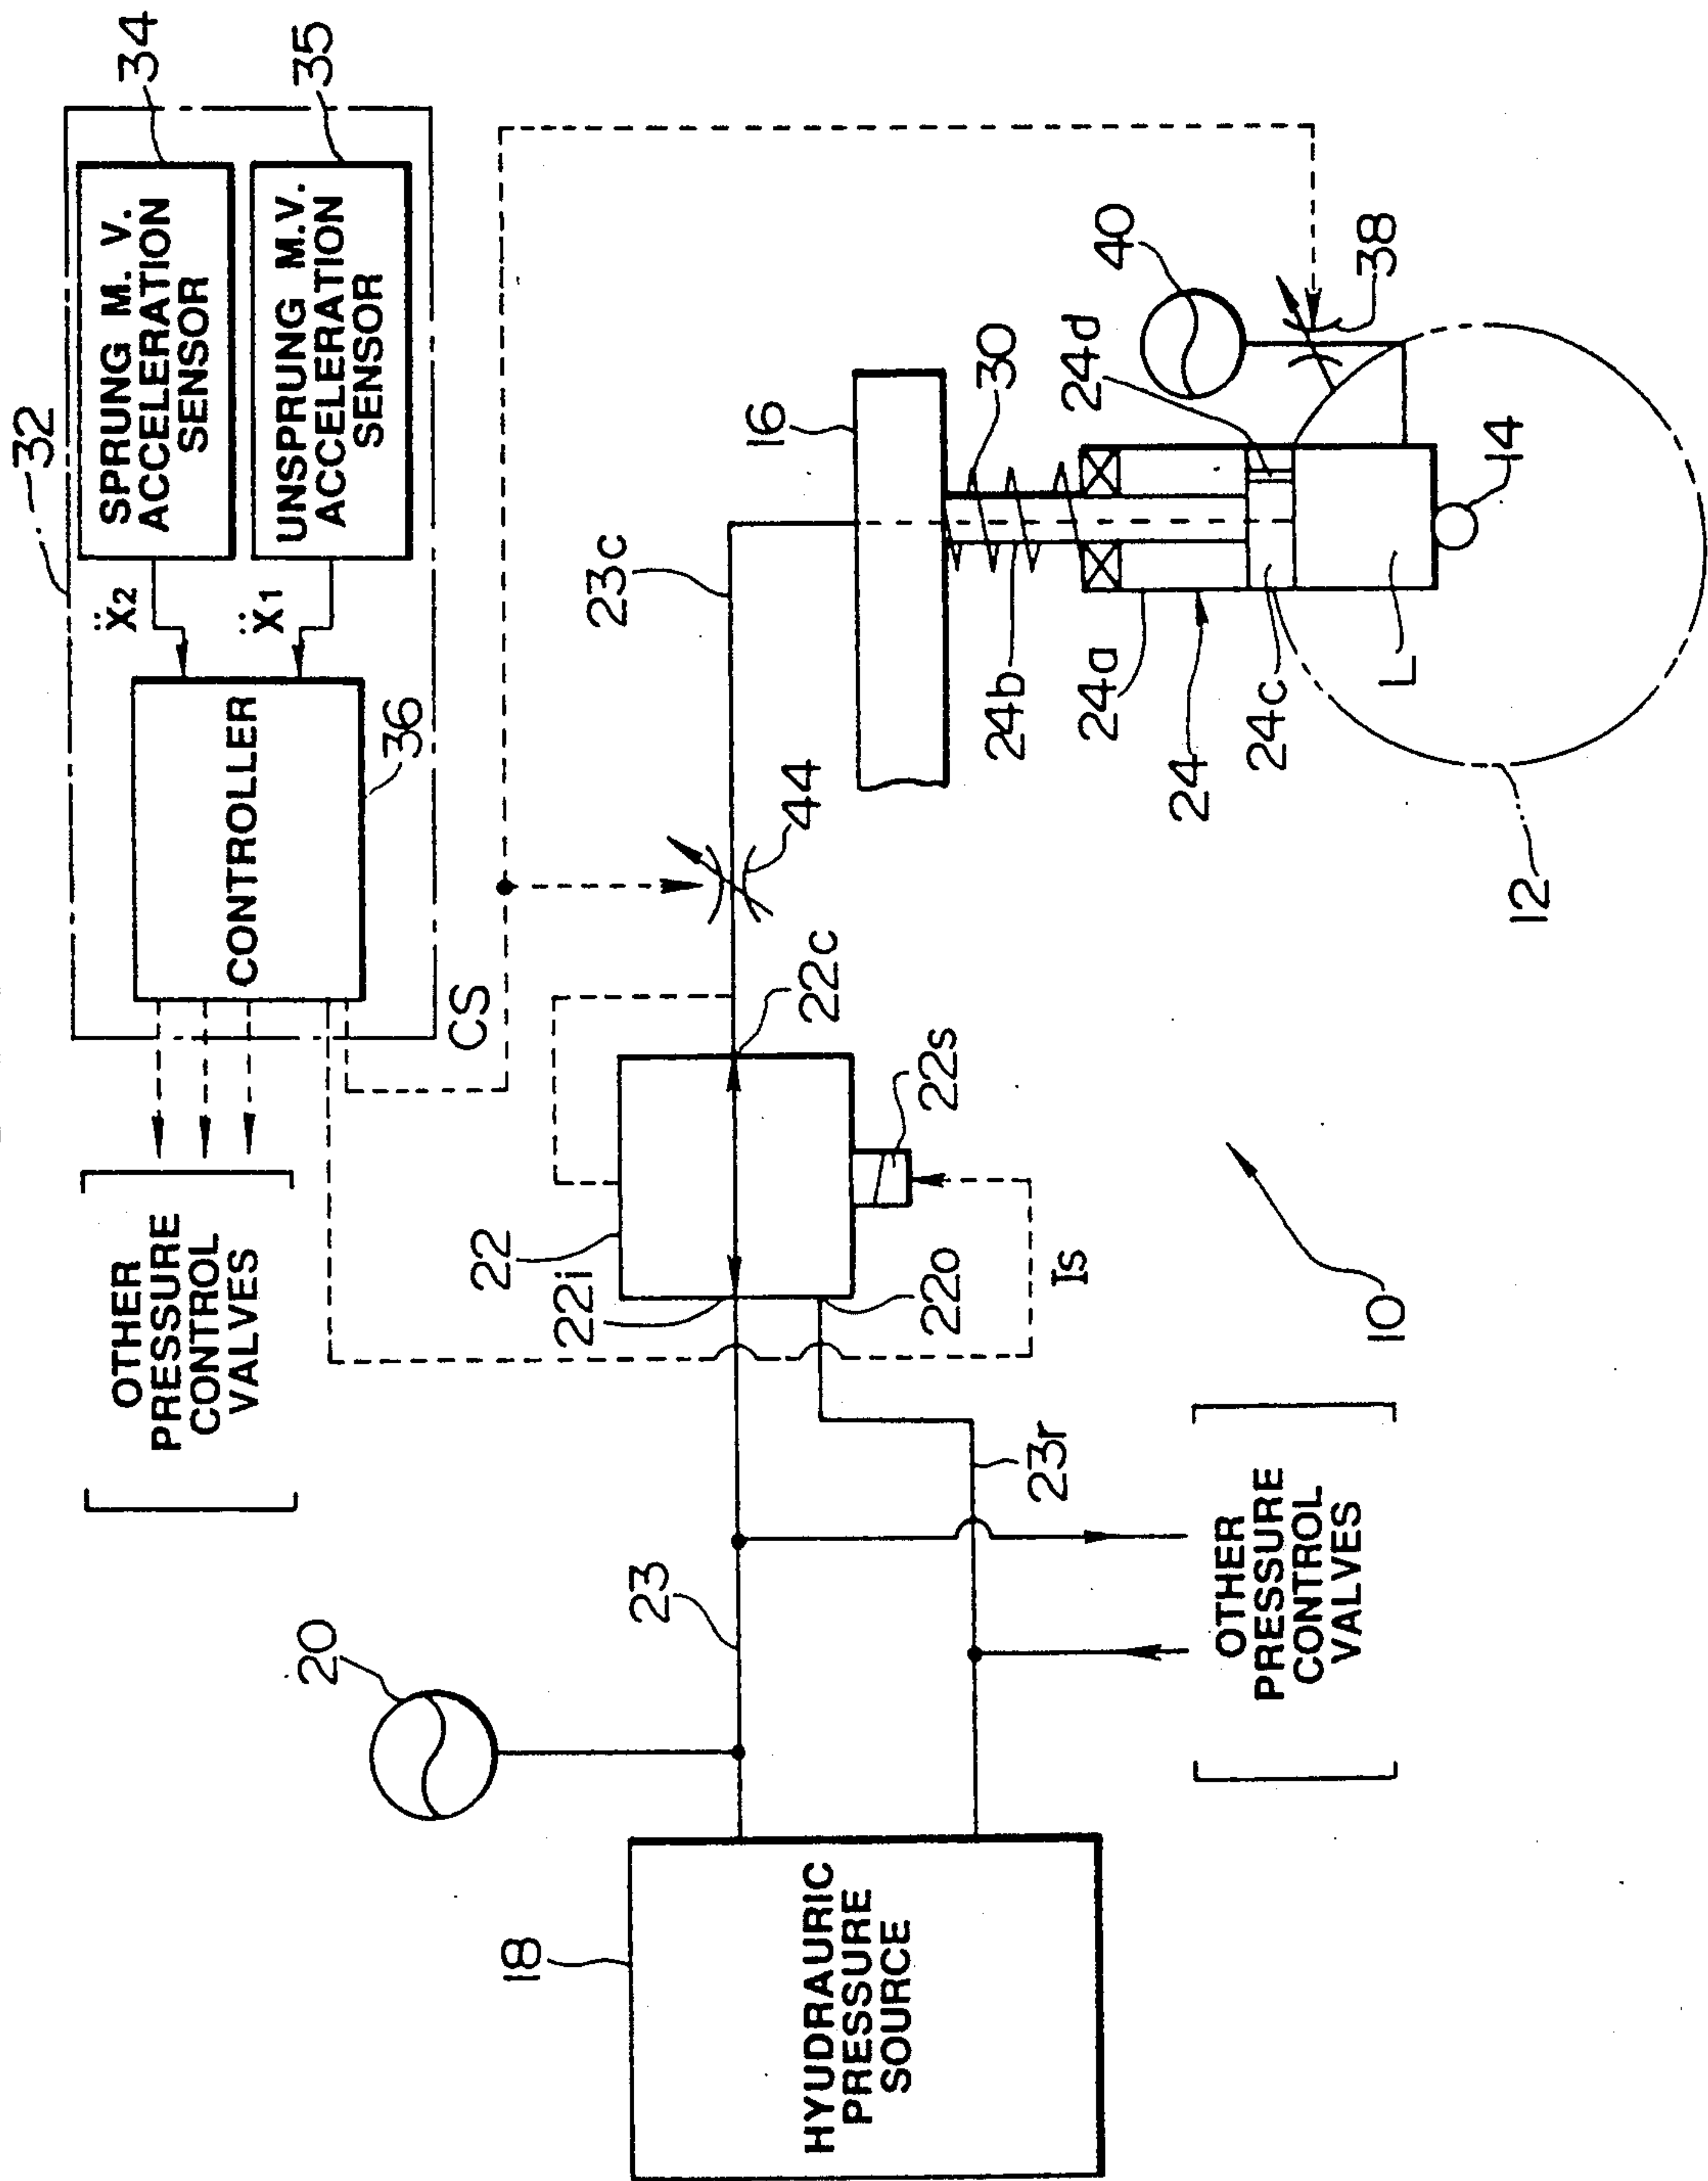 32
34
SPRUNG M. V.
ACCELERATION
SENSOR
35
UNSPRUNG M.V.
ACCELERATION
SENSOR
Ẍ2
Ẍ1
CONTROLLER
36
CS
OTHER
PRESSURE
CONTROL
VALVES
20
23
22
22i
22c
22s
22o
Is
44
23c
16
30
40
38
24d
24b
24a
24
24c
L
14
12
10
18
HYUDRAURIC
PRESSURE
SOURCE
23r
OTHER
PRESSURE
CONTROL
VALVES